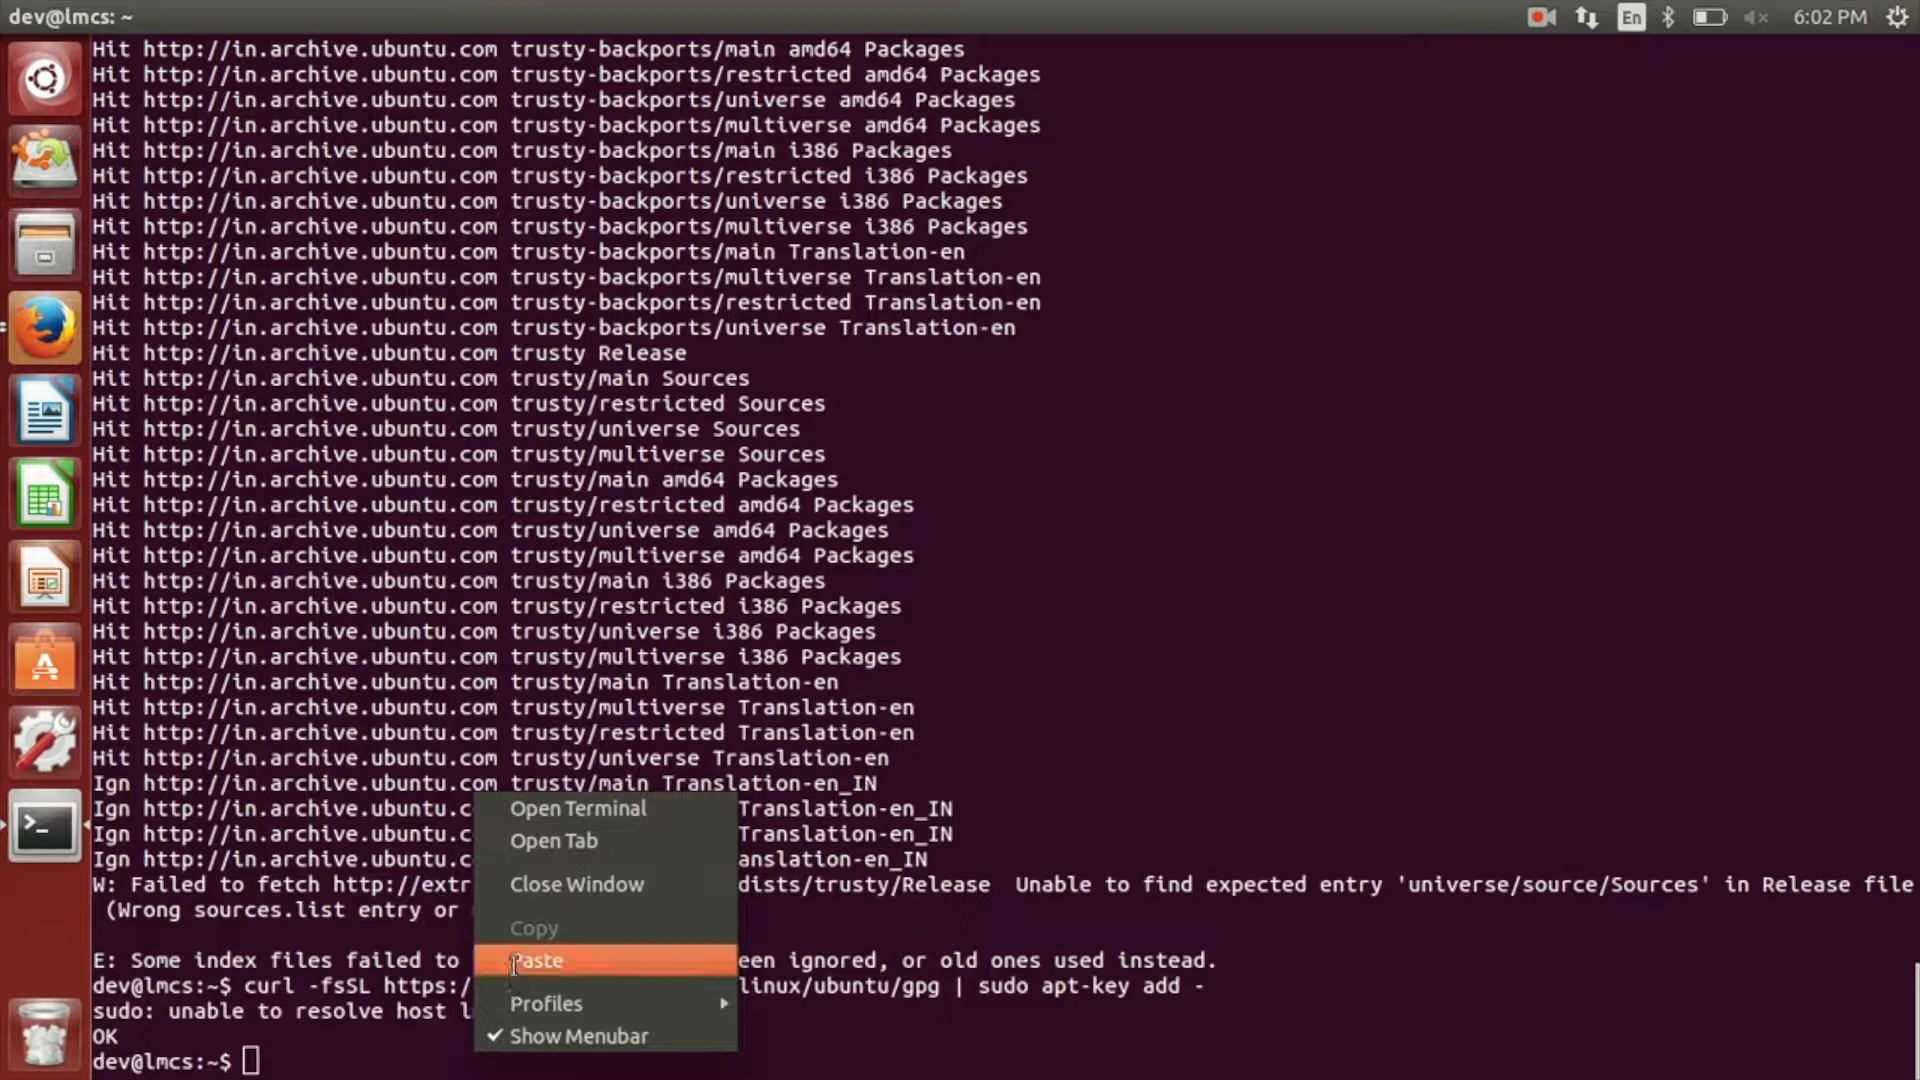 dev@lmcs: ~
En
6:02 PM
Hit http://in.archive.ubuntu.com trusty-backports/main amd64 Packages
Hit http://in.archive.ubuntu.com trusty-backports/restricted amd64 Packages
Hit http://in.archive.ubuntu.com trusty-backports/universe amd64 Packages
Hit http://in.archive.ubuntu.com trusty-backports/multiverse amd64 Packages
Hit http://in.archive.ubuntu.com trusty-backports/main i386 Packages
Hit http://in.archive.ubuntu.com trusty-backports/restricted i386 Packages
Hit http://in.archive.ubuntu.com trusty-backports/universe i386 Packages
Hit http://in.archive.ubuntu.com trusty-backports/multiverse i386 Packages
Hit http://in.archive.ubuntu.com trusty-backports/main Translation-en
Hit http://in.archive.ubuntu.com trusty-backports/multiverse Translation-en
Hit http://in.archive.ubuntu.com trusty-backports/restricted Translation-en
Hit http://in.archive.ubuntu.com trusty-backports/universe Translation-en
Hit http://in.archive.ubuntu.com trusty Release
Hit http://in.archive.ubuntu.com trusty/main Sources
Hit http://in.archive.ubuntu.com trusty/restricted Sources
Hit http://in.archive.ubuntu.com trusty/universe Sources
Hit http://in.archive.ubuntu.com trusty/multiverse Sources
Hit http://in.archive.ubuntu.com trusty/main amd64 Packages
Hit http://in.archive.ubuntu.com trusty/restricted amd64 Packages
Hit http://in.archive.ubuntu.com trusty/universe amd64 Packages
Hit http://in.archive.ubuntu.com trusty/multiverse amd64 Packages
Hit http://in.archive.ubuntu.com trusty/main i386 Packages
Hit http://in.archive.ubuntu.com trusty/restricted i386 Packages
Hit http://in.archive.ubuntu.com trusty/universe i386 Packages
Hit http://in.archive.ubuntu.com trusty/multiverse i386 Packages
Hit http://in.archive.ubuntu.com trusty/main Translation-en
Hit http://in.archive.ubuntu.com trusty/multiverse Translation-en
Hit http://in.archive.ubuntu.com trusty/restricted Translation-en
Hit http://in.archive.ubuntu.com trusty/universe Translation-en
Ign http://in.archive.ubuntu.com trusty/main Translation-en_IN
Ign http://in.archive.ubuntu.c Translation-en_IN
Ign http://in.archive.ubuntu.c Translation-en_IN
Ign http://in.archive.ubuntu.c anslation-en_IN
W: Failed to fetch http://extr dists/trusty/Release  Unable to find expected entry 'universe/source/Sources' in Release file
(Wrong sources.list entry or
E: Some index files failed to een ignored, or old ones used instead.
dev@lmcs:~$ curl -fsSL https:/ linux/ubuntu/gpg | sudo apt-key add -
sudo: unable to resolve host l
OK
dev@lmcs:~$
Open Terminal
Open Tab
Close Window
Copy
Paste
Profiles
Show Menubar